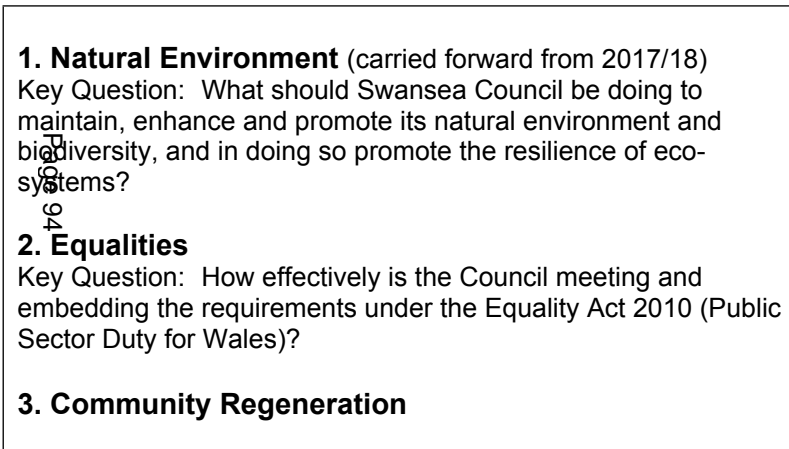 1. Natural Environment (carried forward from 2017/18)
Key Question: What should Swansea Council be doing to
maintain, enhance and promote its natural environment and
biodiversity, and in doing so promote the resilience of eco-
systems?
Page 94
2. Equalities
Key Question: How effectively is the Council meeting and
embedding the requirements under the Equality Act 2010 (Public
Sector Duty for Wales)?
3. Community Regeneration